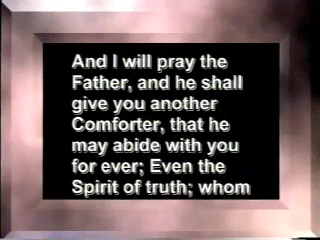 And I will pray the
Father, and he shall
give you another
Comforter, that he
may abide with you
for ever; Even the
Spirit of truth; whom